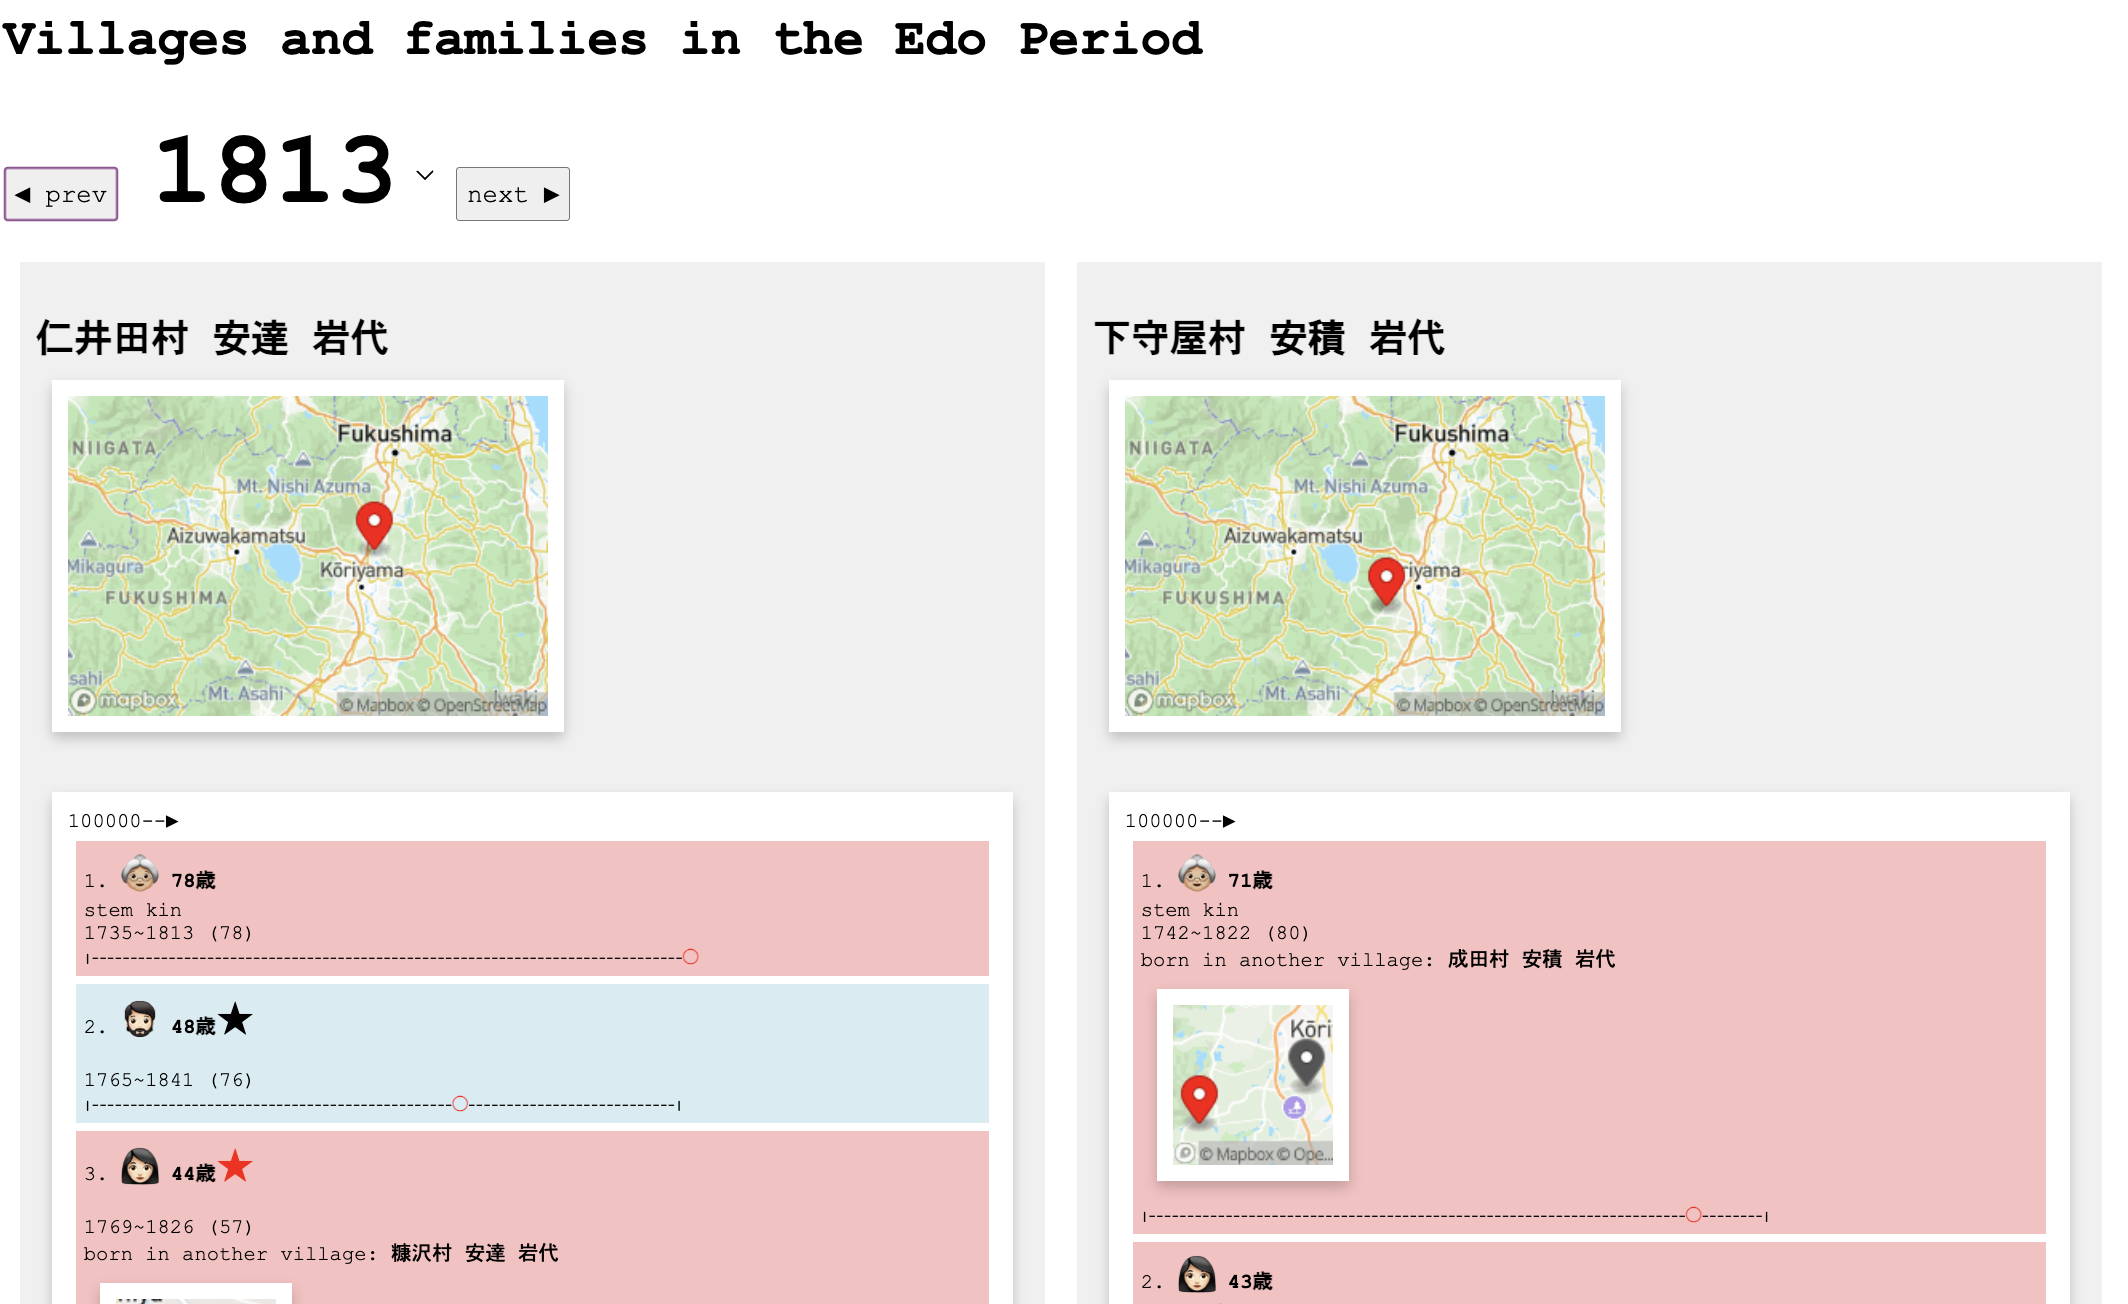 Villages and families in the Edo Period
◀ prev 1813 next ▶
仁井田村 安達 岩代
Fukushima
NIIGATA
Mt. Nishi Azuma
Aizuwakamatsu
Mikagura
Kōriyama
FUKUSHIMA
sahi
Mt. Asahi
Iwaki
mapbox
© Mapbox © OpenStreetMap
100000--▶
1. 78歳
stem kin
1735~1813 (78)
2. 48歳★
1765~1841 (76)
3. 44歳★
1769~1826 (57)
born in another village: 糠沢村 安達 岩代
下守屋村 安積 岩代
Fukushima
NIIGATA
Mt. Nishi Azuma
Aizuwakamatsu
Mikagura
riyama
FUKUSHIMA
sahi
Mt. Asahi
Iwaki
mapbox
© Mapbox © OpenStreetMap
100000--▶
1. 71歳
stem kin
1742~1822 (80)
born in another village: 成田村 安積 岩代
Kōri
© Mapbox © Ope...
2. 43歳